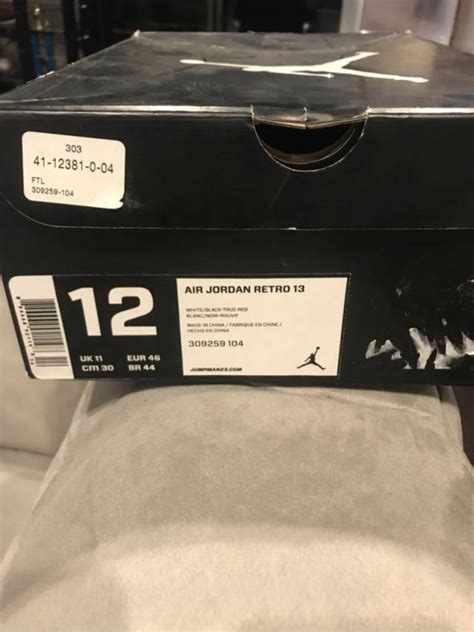 303
41-12381-0-04
FTL
309259-104
12
UK 11 EUR 46
cm 30 BR 44
AIR JORDAN RETRO 13
WHITE/BLACK-TRUE RED
BLANC/NOIR-ROUVIF
MADE IN CHINA / FABRIQUE EN CHINE /
HECHO EN CHINA
309259 104
JUMPMAN23.COM